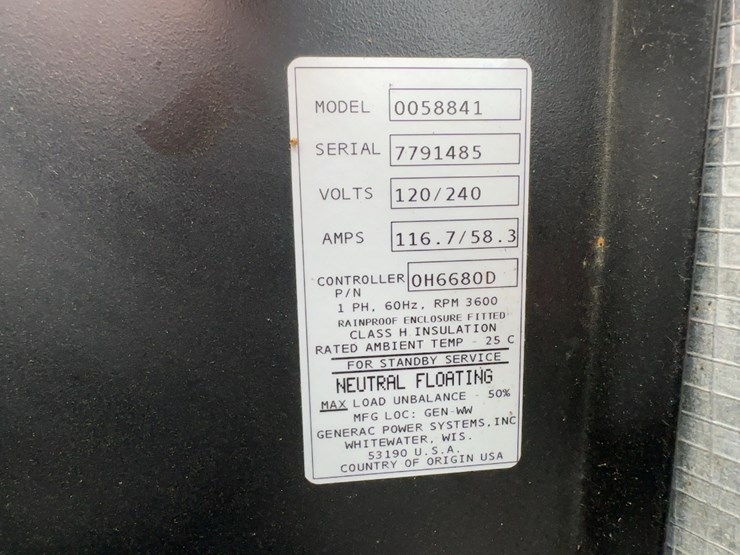 MODEL 0058841
SERIAL 7791485
VOLTS 120/240
AMPS 116.7/58.3
CONTROLLER P/N 0H6680D
1 PH, 60Hz, RPM 3600
RAINPROOF ENCLOSURE FITTED
CLASS H INSULATION
RATED AMBIENT TEMP - 25 C
FOR STANDBY SERVICE
NEUTRAL FLOATING
MAX LOAD UNBALANCE - 50%
MFG LOC: GEN-WW
GENERAC POWER SYSTEMS, INC
WHITEWATER, WIS.
53190 U.S.A.
COUNTRY OF ORIGIN USA